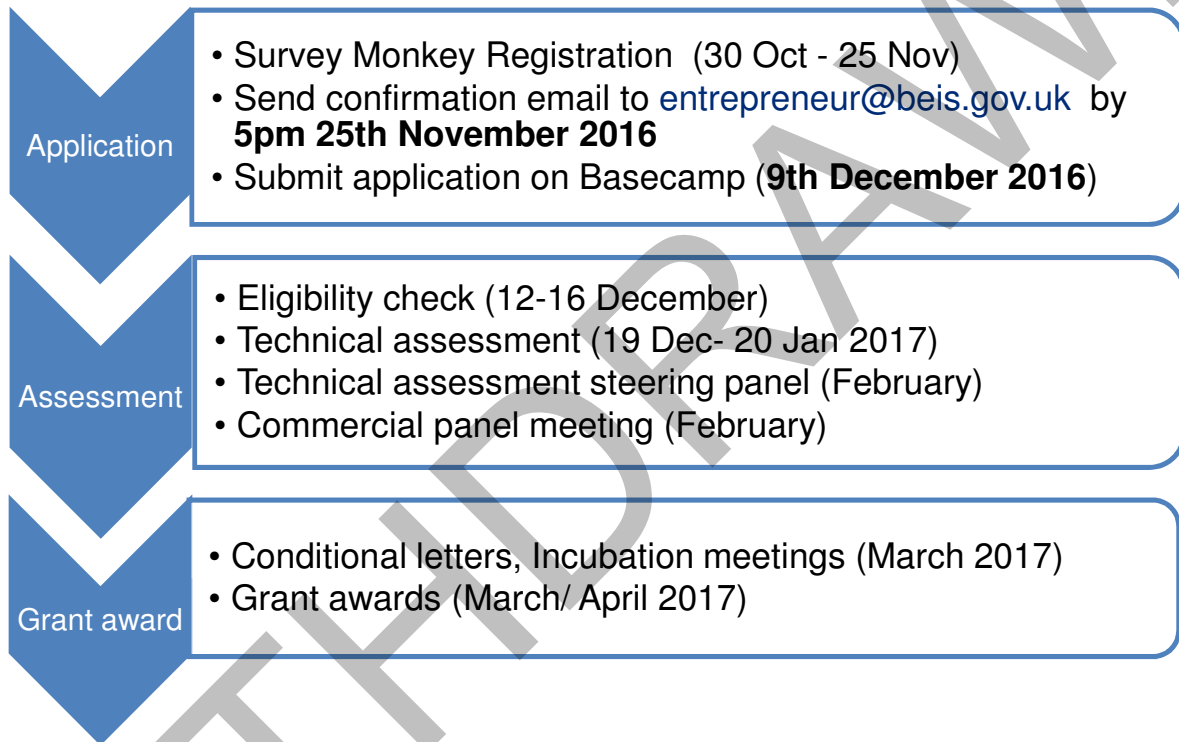 Application
• Survey Monkey Registration (30 Oct - 25 Nov)
• Send confirmation email to entrepreneur@beis.gov.uk by
5pm 25th November 2016
• Submit application on Basecamp (9th December 2016)
Assessment
• Eligibility check (12-16 December)
• Technical assessment (19 Dec- 20 Jan 2017)
• Technical assessment steering panel (February)
• Commercial panel meeting (February)
Grant award
• Conditional letters, Incubation meetings (March 2017)
• Grant awards (March/ April 2017)
THDRAW